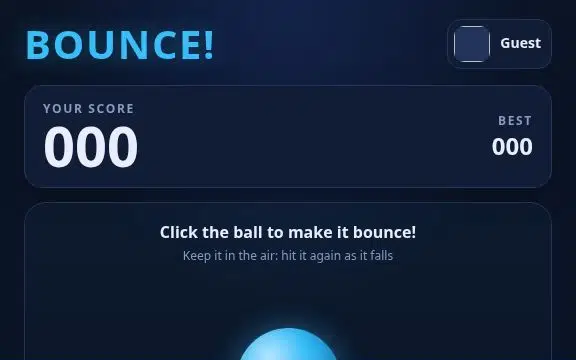 BOUNCE!
Guest
YOUR SCORE
000
BEST
000
Click the ball to make it bounce!
Keep it in the air: hit it again as it falls